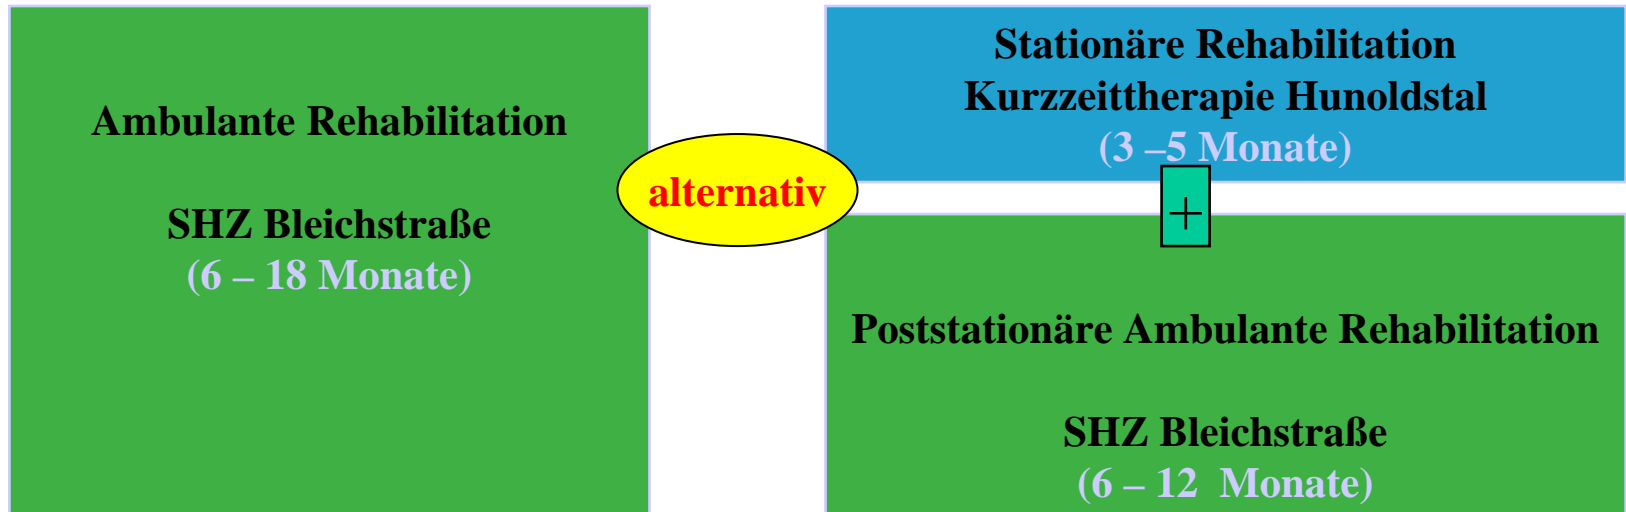 Ambulante Rehabilitation
SHZ Bleichstraße
(6 – 18 Monate)
alternativ
Stationäre Rehabilitation
Kurzzeittherapie Hunoldstal
(3 –5 Monate)
+
Poststationäre Ambulante Rehabilitation
SHZ Bleichstraße
(6 – 12 Monate)